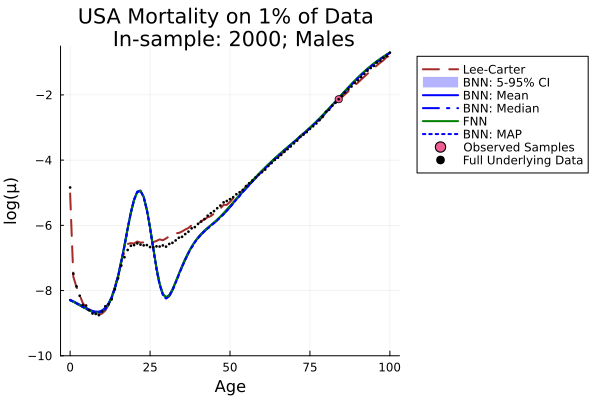 USA Mortality on 1% of Data
In-sample: 2000; Males
log(μ)
−2
−4
−6
−8
−10
0
25
50
75
100
Age
Lee-Carter
BNN: 5-95% CI
BNN: Mean
BNN: Median
FNN
BNN: MAP
Observed Samples
Full Underlying Data